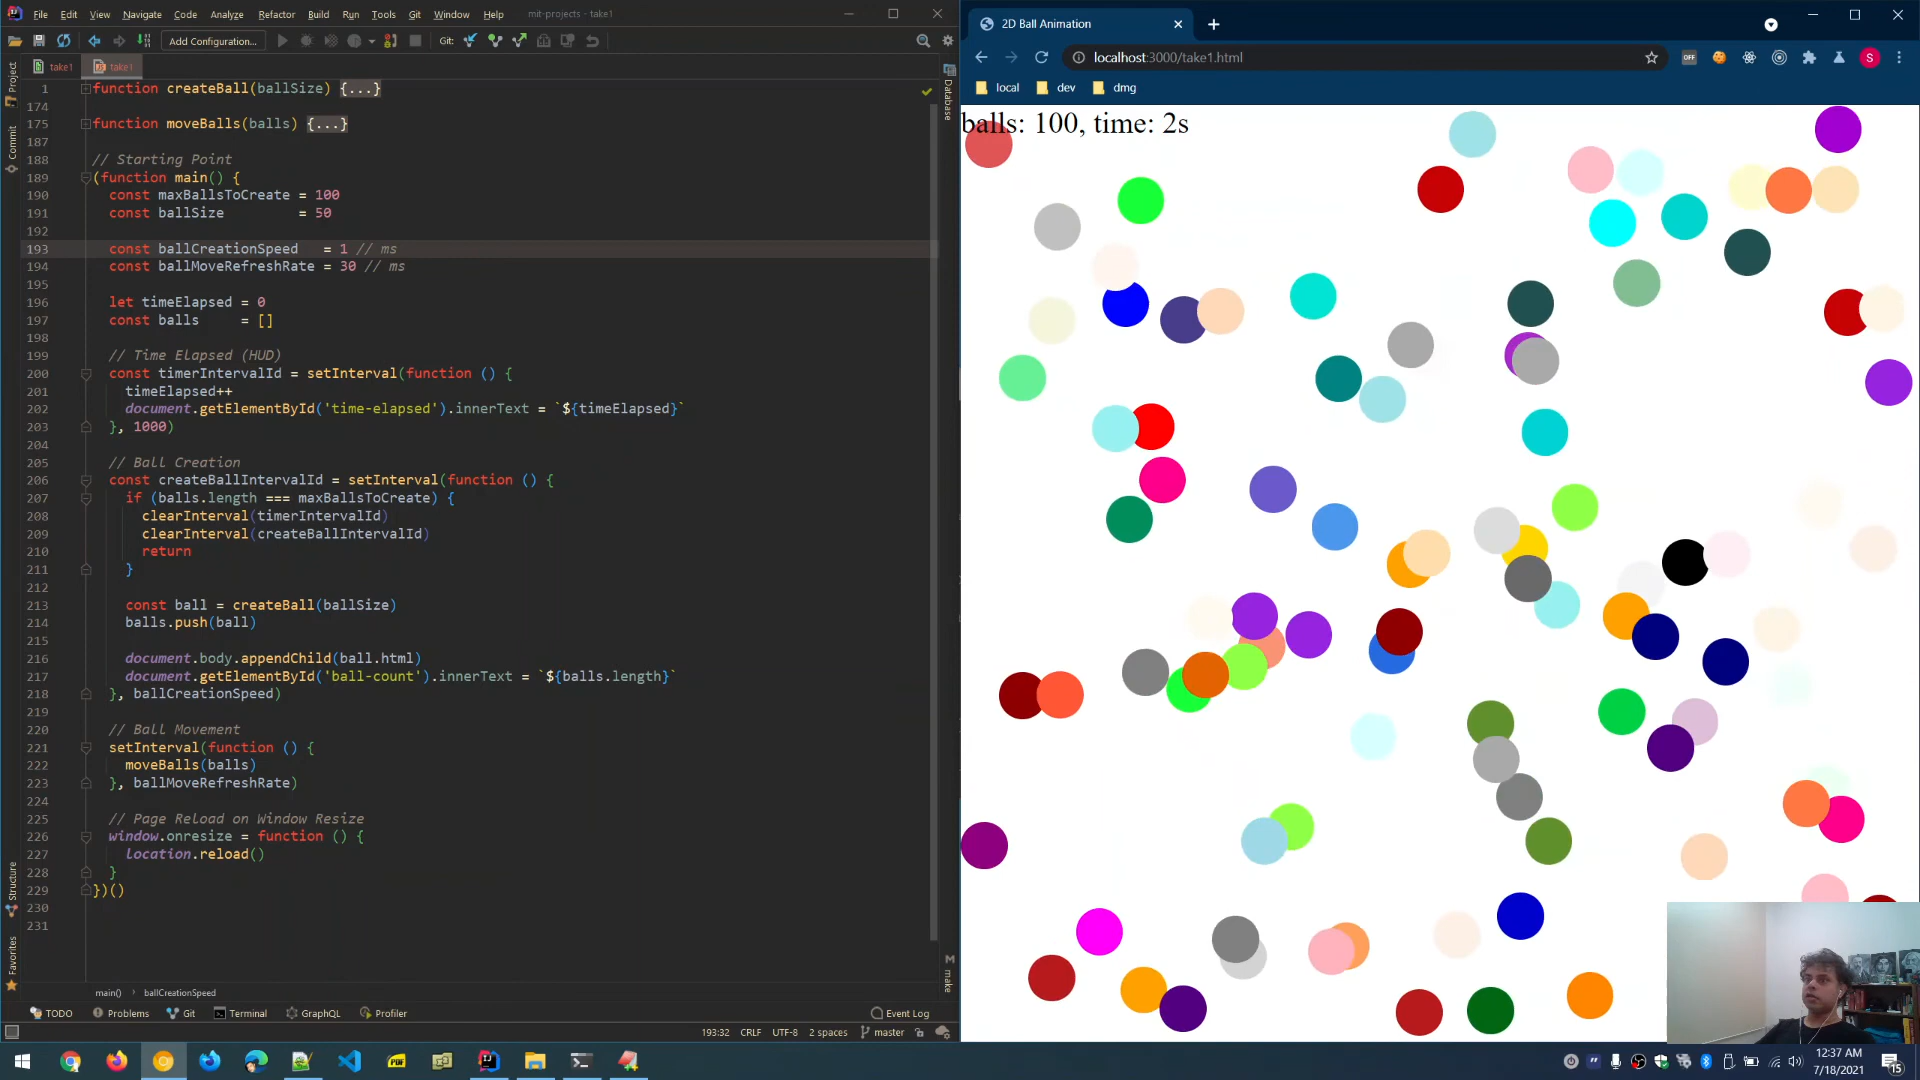 File Edit View Navigate Code Analyze Refactor Build Run Tools Git Window Help mit-projects - take1
Add Configuration... Git:
take1 take1
Project
Commit
Structure
Favorites
Database
make
1 function createBall(ballSize) {...}
174
175 function moveBalls(balls) {...}
187
188 // Starting Point
189 (function main() {
190 const maxBallsToCreate = 100
191 const ballSize = 50
192
193 const ballCreationSpeed = 1 // ms
194 const ballMoveRefreshRate = 30 // ms
195
196 let timeElapsed = 0
197 const balls = []
198
199 // Time Elapsed (HUD)
200 const timerIntervalId = setInterval(function () {
201 timeElapsed++
202 document.getElementById('time-elapsed').innerText = `${timeElapsed}`
203 }, 1000)
204
205 // Ball Creation
206 const createBallIntervalId = setInterval(function () {
207 if (balls.length === maxBallsToCreate) {
208 clearInterval(timerIntervalId)
209 clearInterval(createBallIntervalId)
210 return
211 }
212
213 const ball = createBall(ballSize)
214 balls.push(ball)
215
216 document.body.appendChild(ball.html)
217 document.getElementById('ball-count').innerText = `${balls.length}`
218 }, ballCreationSpeed)
219
220 // Ball Movement
221 setInterval(function () {
222 moveBalls(balls)
223 }, ballMoveRefreshRate)
224
225 // Page Reload on Window Resize
226 window.onresize = function () {
227 location.reload()
228 }
229 })()
230
231
main() › ballCreationSpeed
TODO Problems Git Terminal GraphQL Profiler Event Log
193:32 CRLF UTF-8 2 spaces master
2D Ball Animation
localhost:3000/take1.html
OFF
S
local dev dmg
balls: 100, time: 2s
PDF
12:37 AM
7/18/2021
15